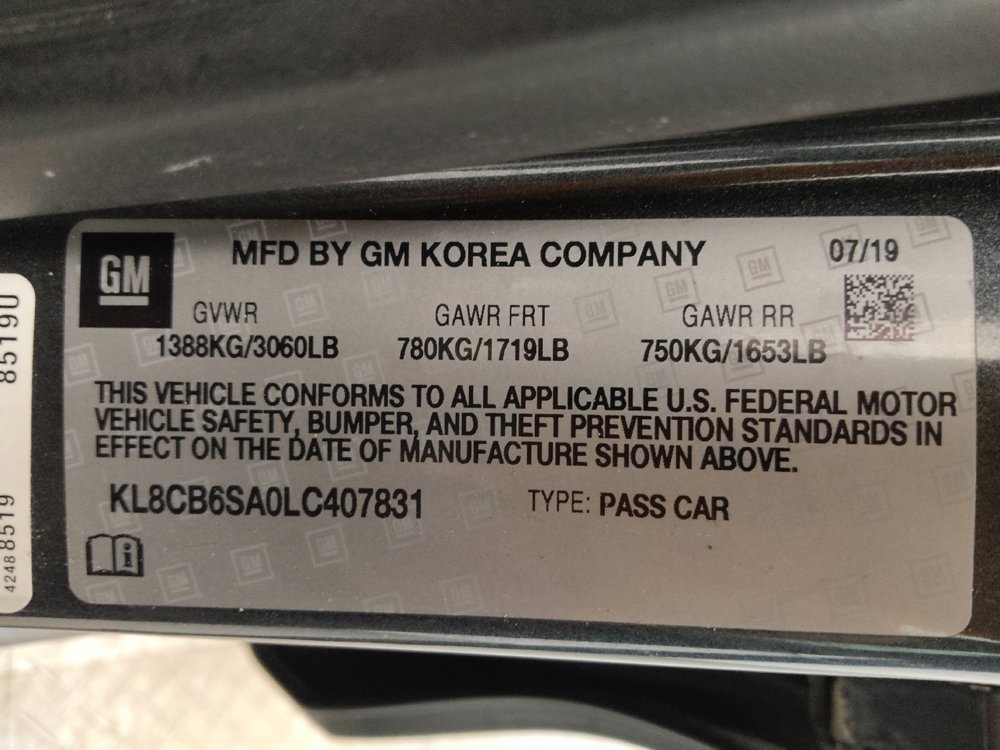 GM
MFD BY GM KOREA COMPANY
07/19
GVWR GAWR FRT GAWR RR
1388KG/3060LB 780KG/1719LB 750KG/1653LB
THIS VEHICLE CONFORMS TO ALL APPLICABLE U.S. FEDERAL MOTOR
VEHICLE SAFETY, BUMPER, AND THEFT PREVENTION STANDARDS IN
EFFECT ON THE DATE OF MANUFACTURE SHOWN ABOVE.
KL8CB6SA0LC407831 TYPE: PASS CAR
42488519 85190